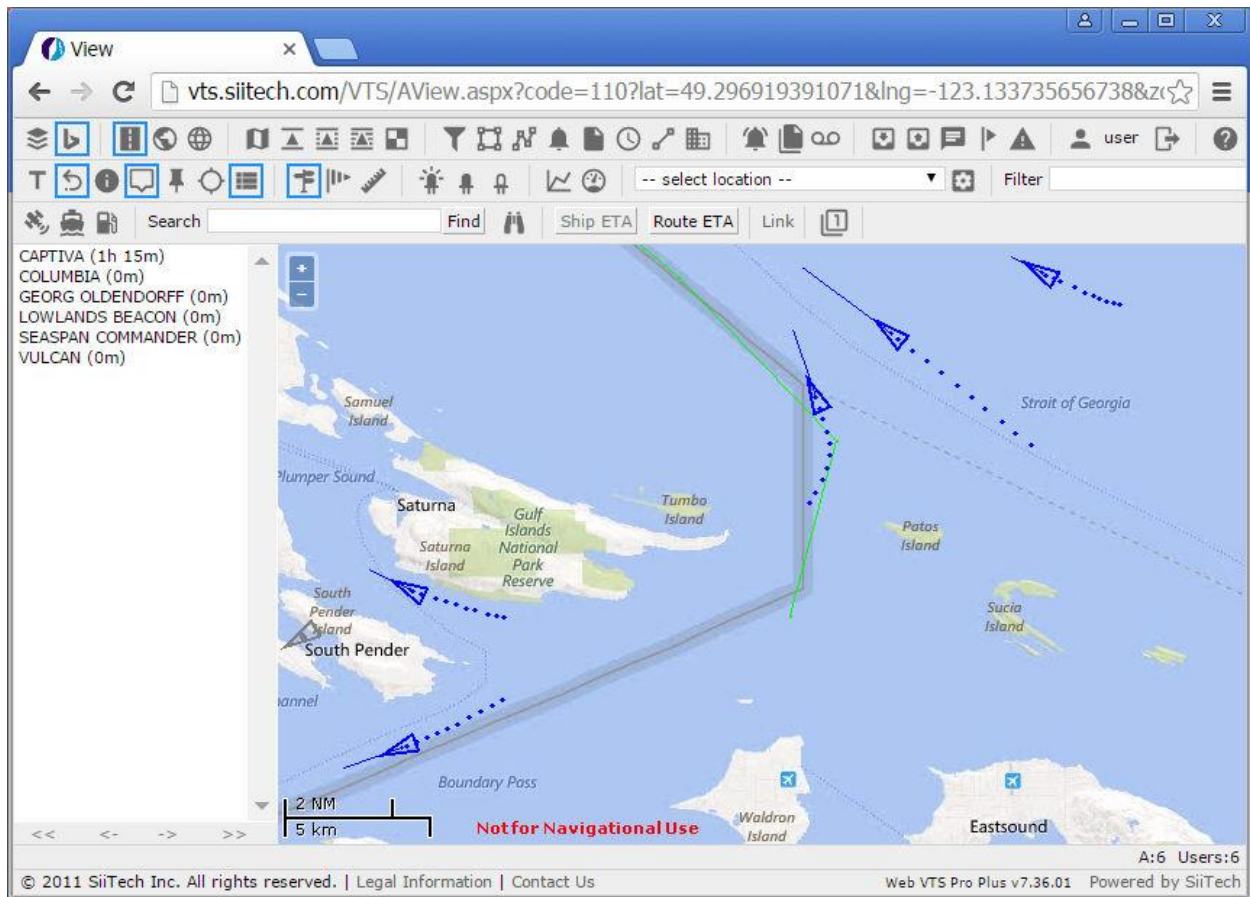 View
vts.siitech.com/VTS/AView.aspx?code=110?lat=49.296919391071&lng=-123.133735656738&z
user
T
-- select location --
Filter
Search
Find
Ship ETA
Route ETA
Link
1
CAPTIVA (1h 15m)
COLUMBIA (0m)
GEORG OLDENDORFF (0m)
LOWLANDS BEACON (0m)
SEASPAN COMMANDER (0m)
VULCAN (0m)
+
−
Strait of Georgia
Samuel
Island
Plumper Sound
Saturna
Gulf
Islands
National
Park
Reserve
Saturna
Island
Tumbo
Island
Patos
Island
South
Pender
Island
South Pender
Sucia
Island
hannel
Boundary Pass
Waldron
Island
Eastsound
2 NM
5 km
Not for Navigational Use
<< <- -> >>
A:6 Users:6
© 2011 SiiTech Inc. All rights reserved. | Legal Information | Contact Us
Web VTS Pro Plus v7.36.01 Powered by SiiTech